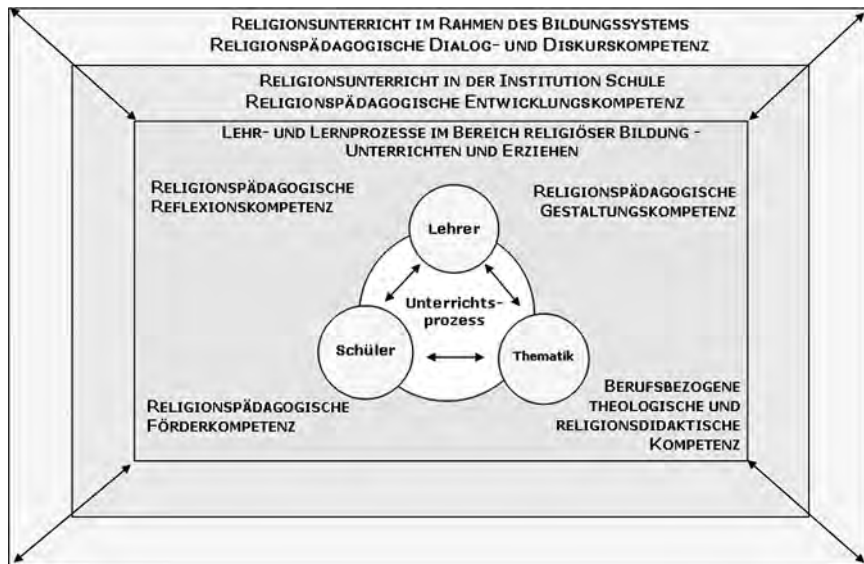 RELIGIONSUNTERRICHT IM RAHMEN DES BILDUNGSSYSTEMS
RELIGIONSPÄDAGOGISCHE DIALOG- UND DISKURSKOMPETENZ
RELIGIONSUNTERRICHT IN DER INSTITUTION SCHULE
RELIGIONSPÄDAGOGISCHE ENTWICKLUNGSKOMPETENZ
LEHR- UND LERNPROZESSE IM BEREICH RELIGIÖSER BILDUNG -
UNTERRICHTEN UND ERZIEHEN
RELIGIONSPÄDAGOGISCHE
REFLEXIONSKOMPETENZ
RELIGIONSPÄDAGOGISCHE
GESTALTUNGSKOMPETENZ
Lehrer
Unterrichts-
prozess
Schüler
Thematik
RELIGIONSPÄDAGOGISCHE
FÖRDERKOMPETENZ
BERUFSBEZOGENE
THEOLOGISCHE UND
RELIGIONSDIDAKTISCHE
KOMPETENZ